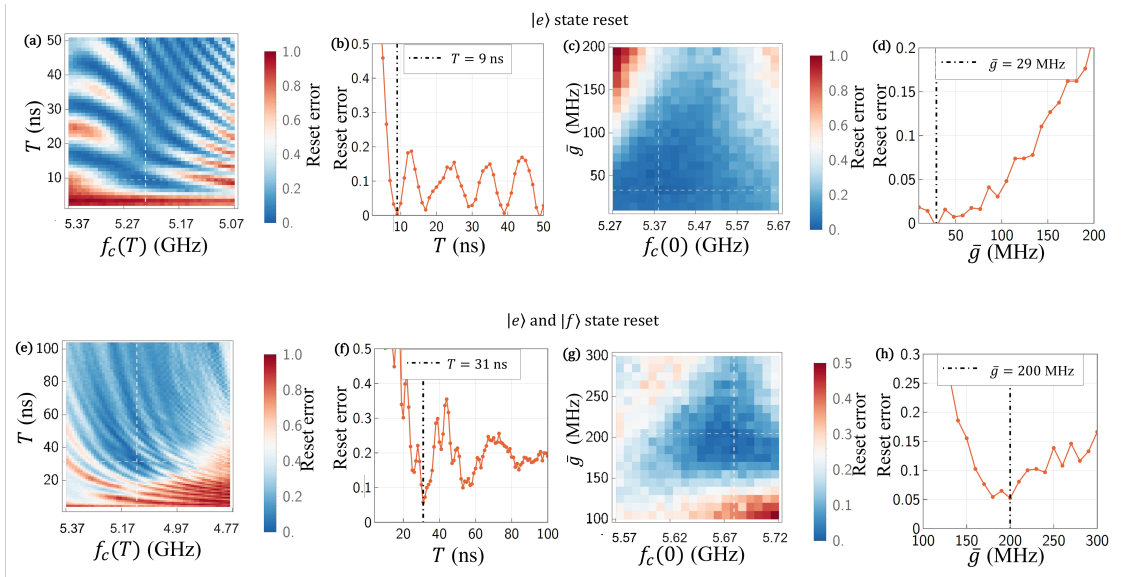 |e⟩ state reset
(a)
T (ns)
50
40
30
20
10
5.37 5.27 5.17 5.07
f_c(T) (GHz)
1.0
0.8
0.6
0.4
0.2
0.
Reset error
(b)
T = 9 ns
Reset error
0.5
0.4
0.3
0.2
0.1
0
10 20 30 40 50
T (ns)
(c)
ḡ (MHz)
200
150
100
50
5.27 5.37 5.47 5.57 5.67
f_c(0) (GHz)
1.0
0.8
0.6
0.4
0.2
0.
Reset error
(d)
ḡ = 29 MHz
Reset error
0.2
0.15
0.1
0.05
0
50 100 150 200
ḡ (MHz)
|e⟩ and |f⟩ state reset
(e)
T (ns)
100
80
60
40
20
5.37 5.17 4.97 4.77
f_c(T) (GHz)
1.0
0.8
0.6
0.4
0.2
0.
Reset error
(f)
T = 31 ns
Reset error
0.5
0.4
0.3
0.2
0.1
0
20 40 60 80 100
T (ns)
(g)
ḡ (MHz)
300
250
200
150
100
5.57 5.62 5.67 5.72
f_c(0) (GHz)
0.5
0.4
0.3
0.2
0.1
0.
Reset error
(h)
ḡ = 200 MHz
Reset error
0.3
0.25
0.2
0.15
0.1
0.05
0
100 150 200 250 300
ḡ (MHz)